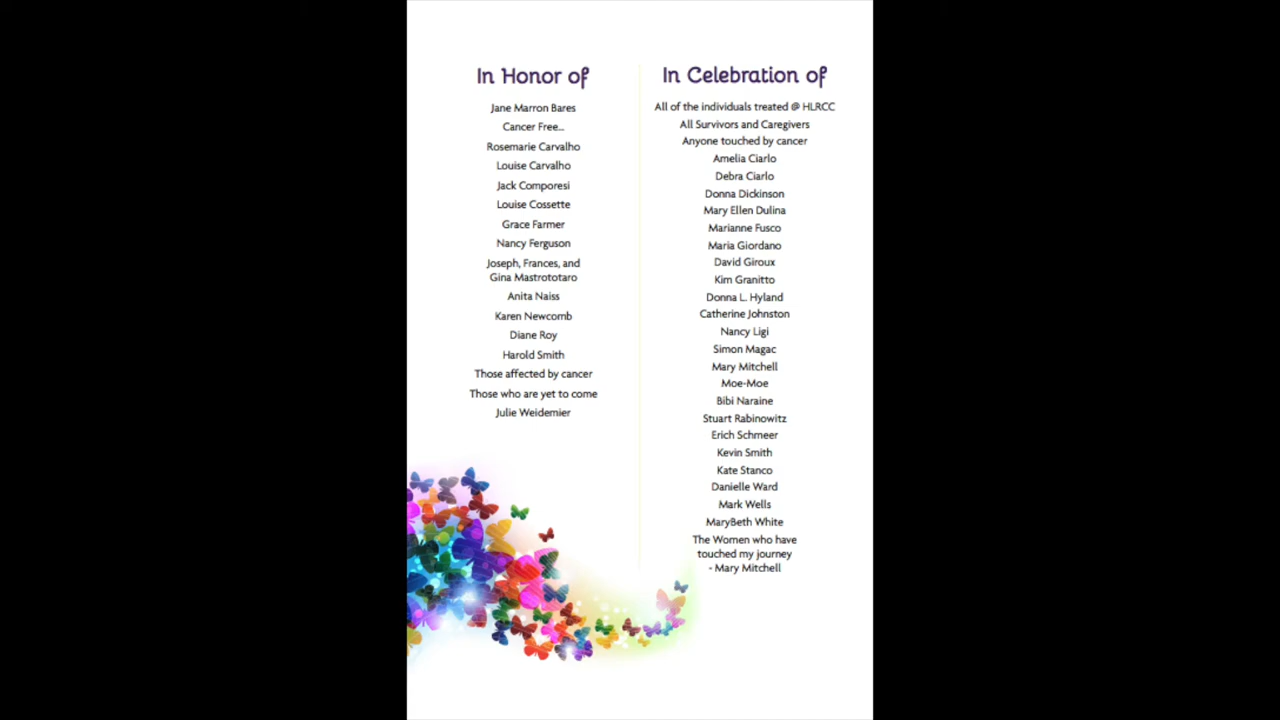 In Honor of
Jane Marron Bares
Cancer Free...
Rosemarie Carvalho
Louise Carvalho
Jack Comporesi
Louise Cossette
Grace Farmer
Nancy Ferguson
Joseph, Frances, and
Gina Mastrototaro
Anita Naiss
Karen Newcomb
Diane Roy
Harold Smith
Those affected by cancer
Those who are yet to come
Julie Weidemier
In Celebration of
All of the individuals treated @ HLRCC
All Survivors and Caregivers
Anyone touched by cancer
Amelia Ciarlo
Debra Ciarlo
Donna Dickinson
Mary Ellen Dulina
Marianne Fusco
Maria Giordano
David Giroux
Kim Granitto
Donna L. Hyland
Catherine Johnston
Nancy Ligi
Simon Magac
Mary Mitchell
Moe-Moe
Bibi Naraine
Stuart Rabinowitz
Erich Schmeer
Kevin Smith
Kate Stanco
Danielle Ward
Mark Wells
MaryBeth White
The Women who have
touched my journey
- Mary Mitchell